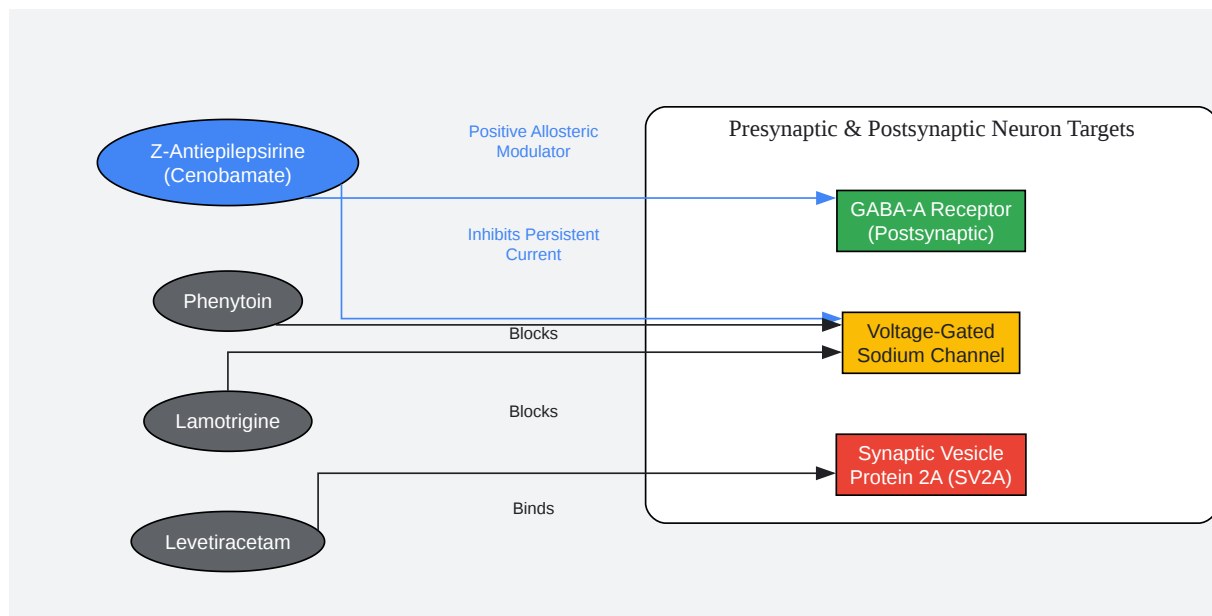 Presynaptic & Postsynaptic Neuron Targets
Z-Antiepilepsirine
(Cenobamate)
Positive Allosteric
Modulator
GABA-A Receptor
(Postsynaptic)
Inhibits Persistent
Current
Phenytoin
Blocks
Voltage-Gated
Sodium Channel
Lamotrigine
Blocks
Synaptic Vesicle
Protein 2A (SV2A)
Binds
Levetiracetam